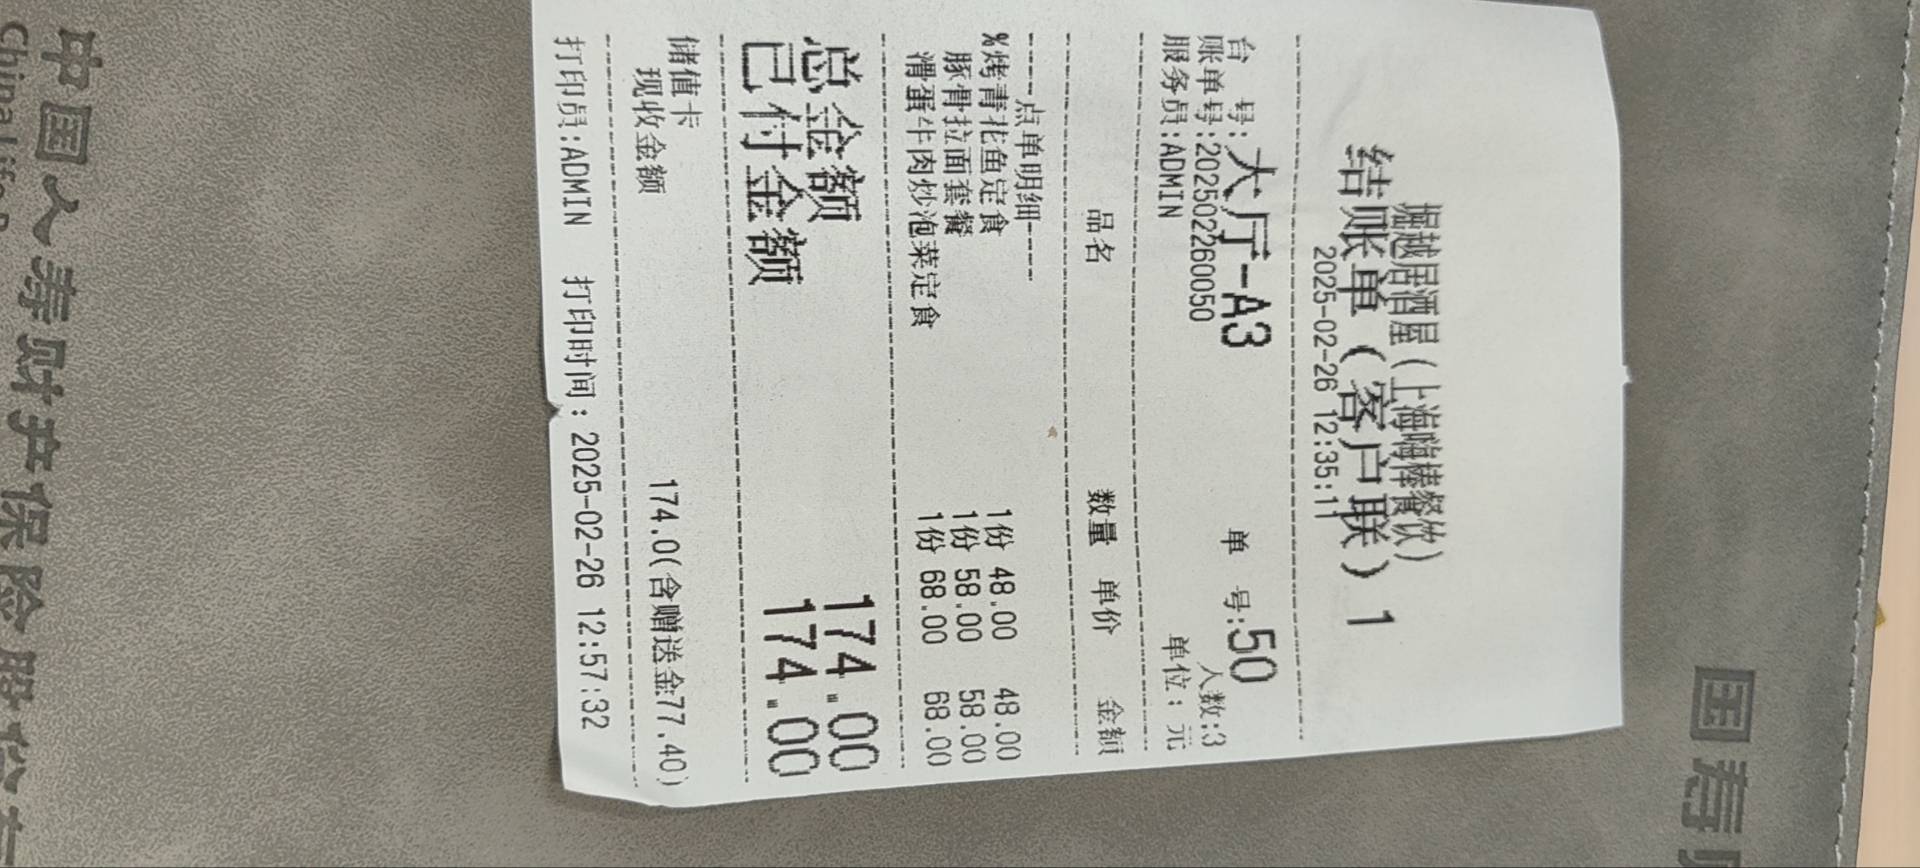 堀越居酒屋(上海嗨棒餐饮)
结账单(客户联) 1
2025-02-26 12:35:11
台 号:大厅-A3 单 号:50
账单号:202502260050 人数:3
服务员:ADMIN 单位:元
品名 数量 单价 金额
-----点单明细-----
%烤青花鱼定食 1份 48.00 48.00
豚骨拉面套餐 1份 58.00 58.00
滑蛋牛肉炒泡菜定食 1份 68.00 68.00
总金额 174.00
已付金额 174.00
储值卡 174.0(含赠送金:77.40)
现收金额
打印员:ADMIN 打印时间:2025-02-26 12:57:32
中国人寿财产保险股份有
China Life P
国寿财